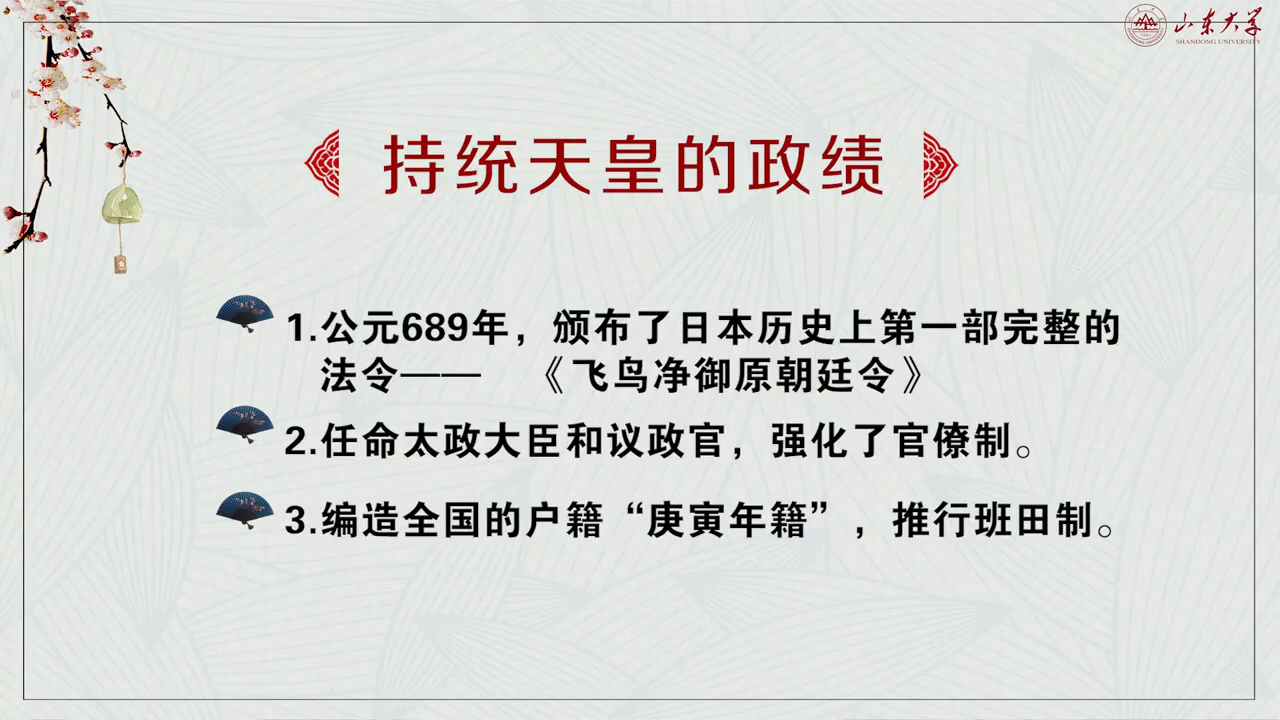 山东大学
SHANDONG UNIVERSITY
持统天皇的政绩
1.公元689年，颁布了日本历史上第一部完整的
法令—— 《飞鸟净御原朝廷令》
2.任命太政大臣和议政官，强化了官僚制。
3.编造全国的户籍“庚寅年籍”，推行班田制。